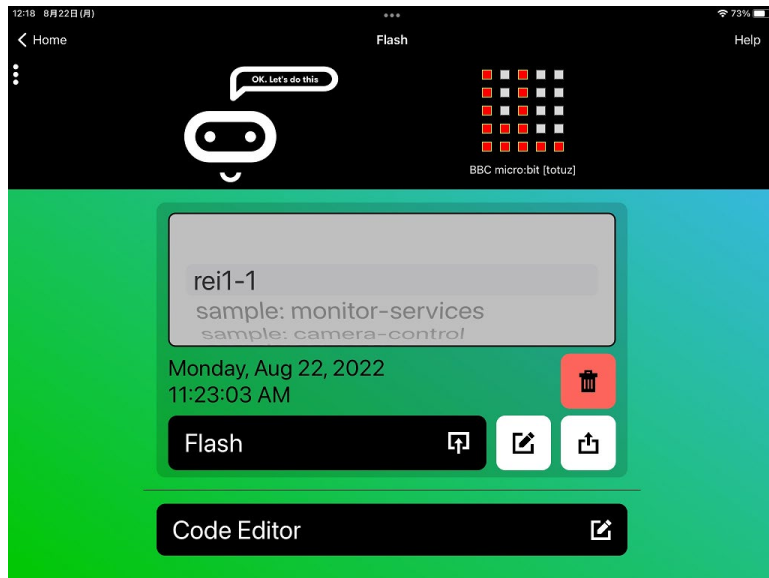 12:18 8月22日(月)
73%
Home
Flash
Help
OK. Let's do this
BBC micro:bit [totuz]
rei1-1
sample: monitor-services
sample: camera-control
Monday, Aug 22, 2022
11:23:03 AM
Flash
Code Editor